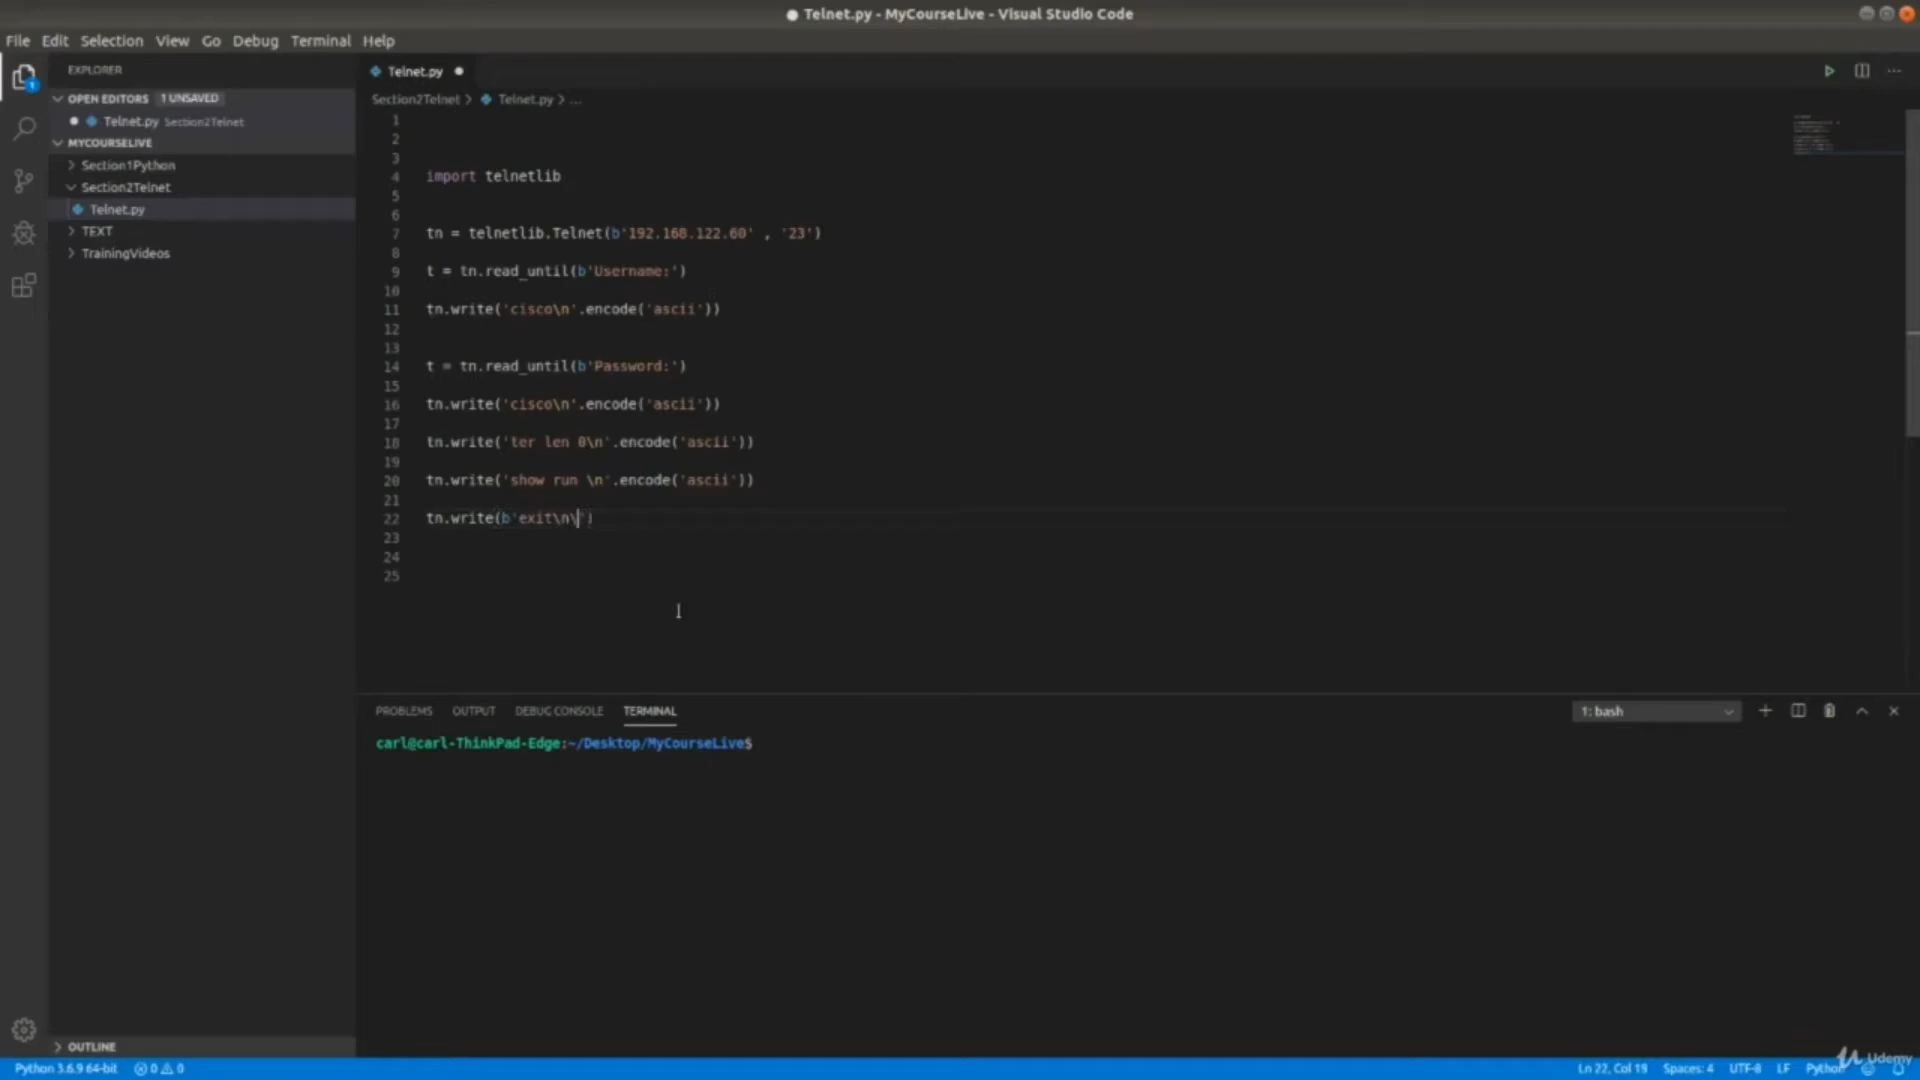 Telnet.py - MyCourseLive - Visual Studio Code
File Edit Selection View Go Debug Terminal Help
EXPLORER
OPEN EDITORS 1 UNSAVED
Telnet.py Section2Telnet
MYCOURSELIVE
Section1Python
Section2Telnet
Telnet.py
TEXT
TrainingVideos
OUTLINE
1
Telnet.py
Section2Telnet > Telnet.py > ...
1
2
3
4 import telnetlib
5
6
7 tn = telnetlib.Telnet(b'192.168.122.60' , '23')
8
9 t = tn.read_until(b'Username:')
10
11 tn.write('cisco\n'.encode('ascii'))
12
13
14 t = tn.read_until(b'Password:')
15
16 tn.write('cisco\n'.encode('ascii'))
17
18 tn.write('ter len 0\n'.encode('ascii'))
19
20 tn.write('show run \n'.encode('ascii'))
21
22 tn.write(b'exit\n\')
23
24
25
PROBLEMS OUTPUT DEBUG CONSOLE TERMINAL
1: bash
carl@carl-ThinkPad-Edge:~/Desktop/MyCourseLive$
Python 3.6.9 64-bit 0 0
Ln 22, Col 19 Spaces: 4 UTF-8 LF Python
Udemy